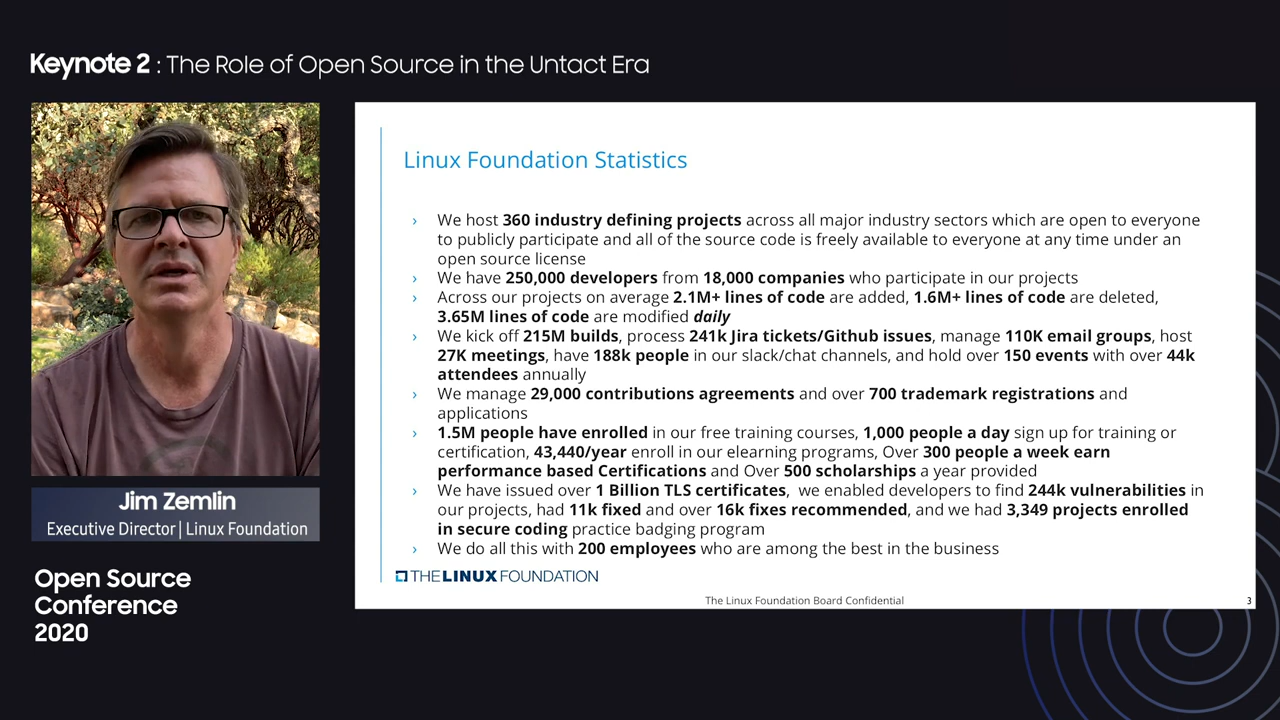 Keynote 2 : The Role of Open Source in the Untact Era
Linux Foundation Statistics
› We host 360 industry defining projects across all major industry sectors which are open to everyone
to publicly participate and all of the source code is freely available to everyone at any time under an
open source license
› We have 250,000 developers from 18,000 companies who participate in our projects
› Across our projects on average 2.1M+ lines of code are added, 1.6M+ lines of code are deleted,
3.65M lines of code are modified daily
› We kick off 215M builds, process 241k Jira tickets/Github issues, manage 110K email groups, host
27K meetings, have 188k people in our slack/chat channels, and hold over 150 events with over 44k
attendees annually
› We manage 29,000 contributions agreements and over 700 trademark registrations and
applications
› 1.5M people have enrolled in our free training courses, 1,000 people a day sign up for training or
certification, 43,440/year enroll in our elearning programs, Over 300 people a week earn
performance based Certifications and Over 500 scholarships a year provided
› We have issued over 1 Billion TLS certificates, we enabled developers to find 244k vulnerabilities in
our projects, had 11k fixed and over 16k fixes recommended, and we had 3,349 projects enrolled
in secure coding practice badging program
› We do all this with 200 employees who are among the best in the business
THE LINUX FOUNDATION
The Linux Foundation Board Confidential
3
Jim Zemlin
Executive Director | Linux Foundation
Open Source
Conference
2020